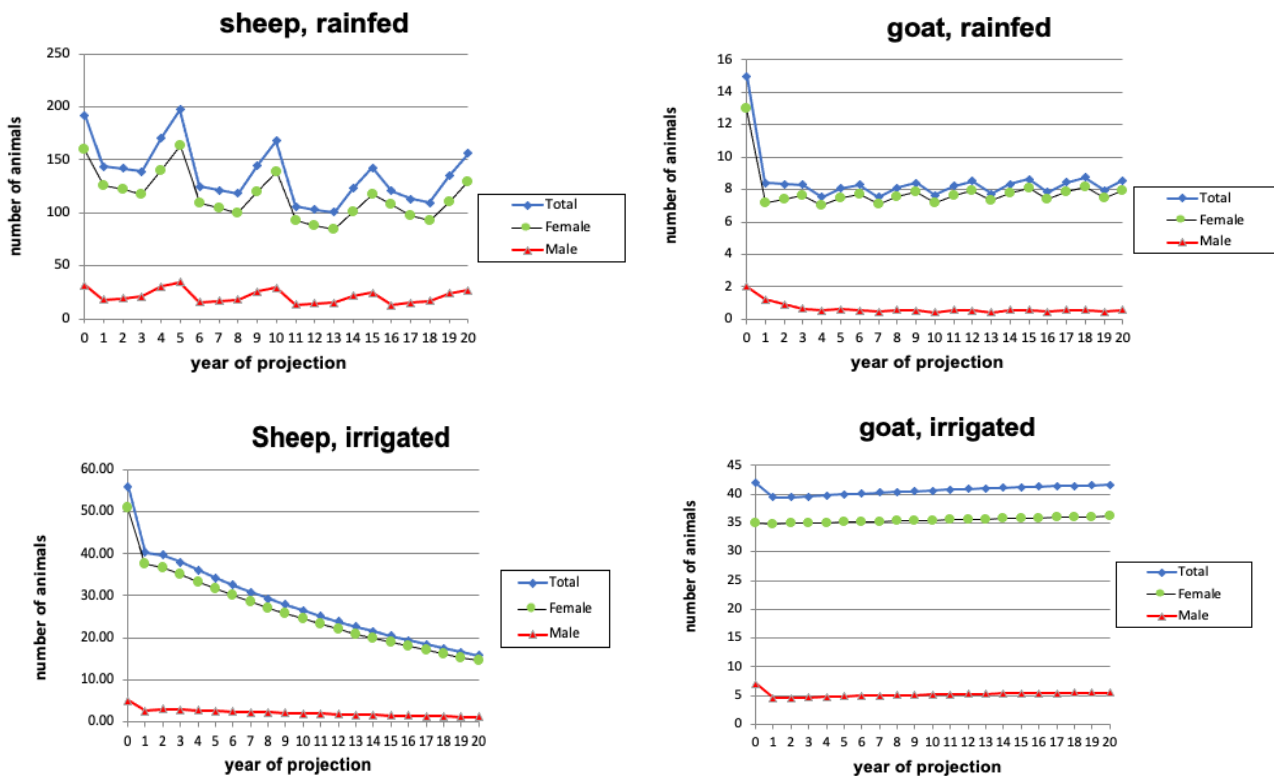 sheep, rainfed
250
200
150
100
50
0
number of animals
0 1 2 3 4 5 6 7 8 9 10 11 12 13 14 15 16 17 18 19 20
year of projection
Total
Female
Male
goat, rainfed
16
14
12
10
8
6
4
2
0
number of animals
0 1 2 3 4 5 6 7 8 9 10 11 12 13 14 15 16 17 18 19 20
year of projection
Total
Female
Male
Sheep, irrigated
60.00
50.00
40.00
30.00
20.00
10.00
0.00
number of animals
0 1 2 3 4 5 6 7 8 9 10 11 12 13 14 15 16 17 18 19 20
year of projection
Total
Female
Male
goat, irrigated
45
40
35
30
25
20
15
10
5
0
number of animals
0 1 2 3 4 5 6 7 8 9 10 11 12 13 14 15 16 17 18 19 20
year of projection
Total
Female
Male